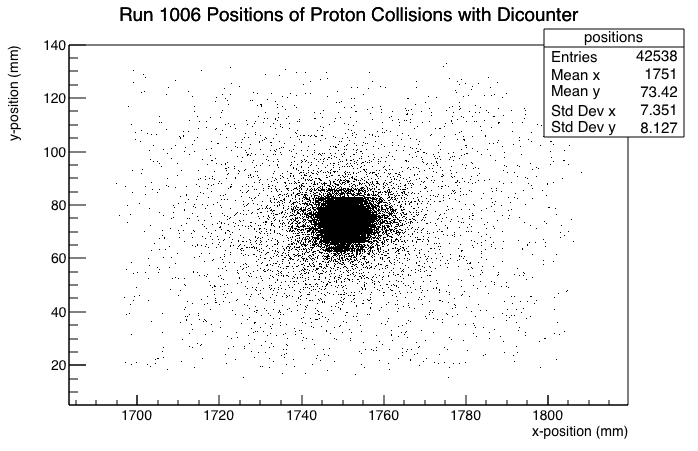 Run 1006 Positions of Proton Collisions with Dicounter
positions
Entries 42538
Mean x 1751
Mean y 73.42
Std Dev x 7.351
Std Dev y 8.127
y-position (mm)
140
120
100
80
60
40
20
1700 1720 1740 1760 1780 1800
x-position (mm)